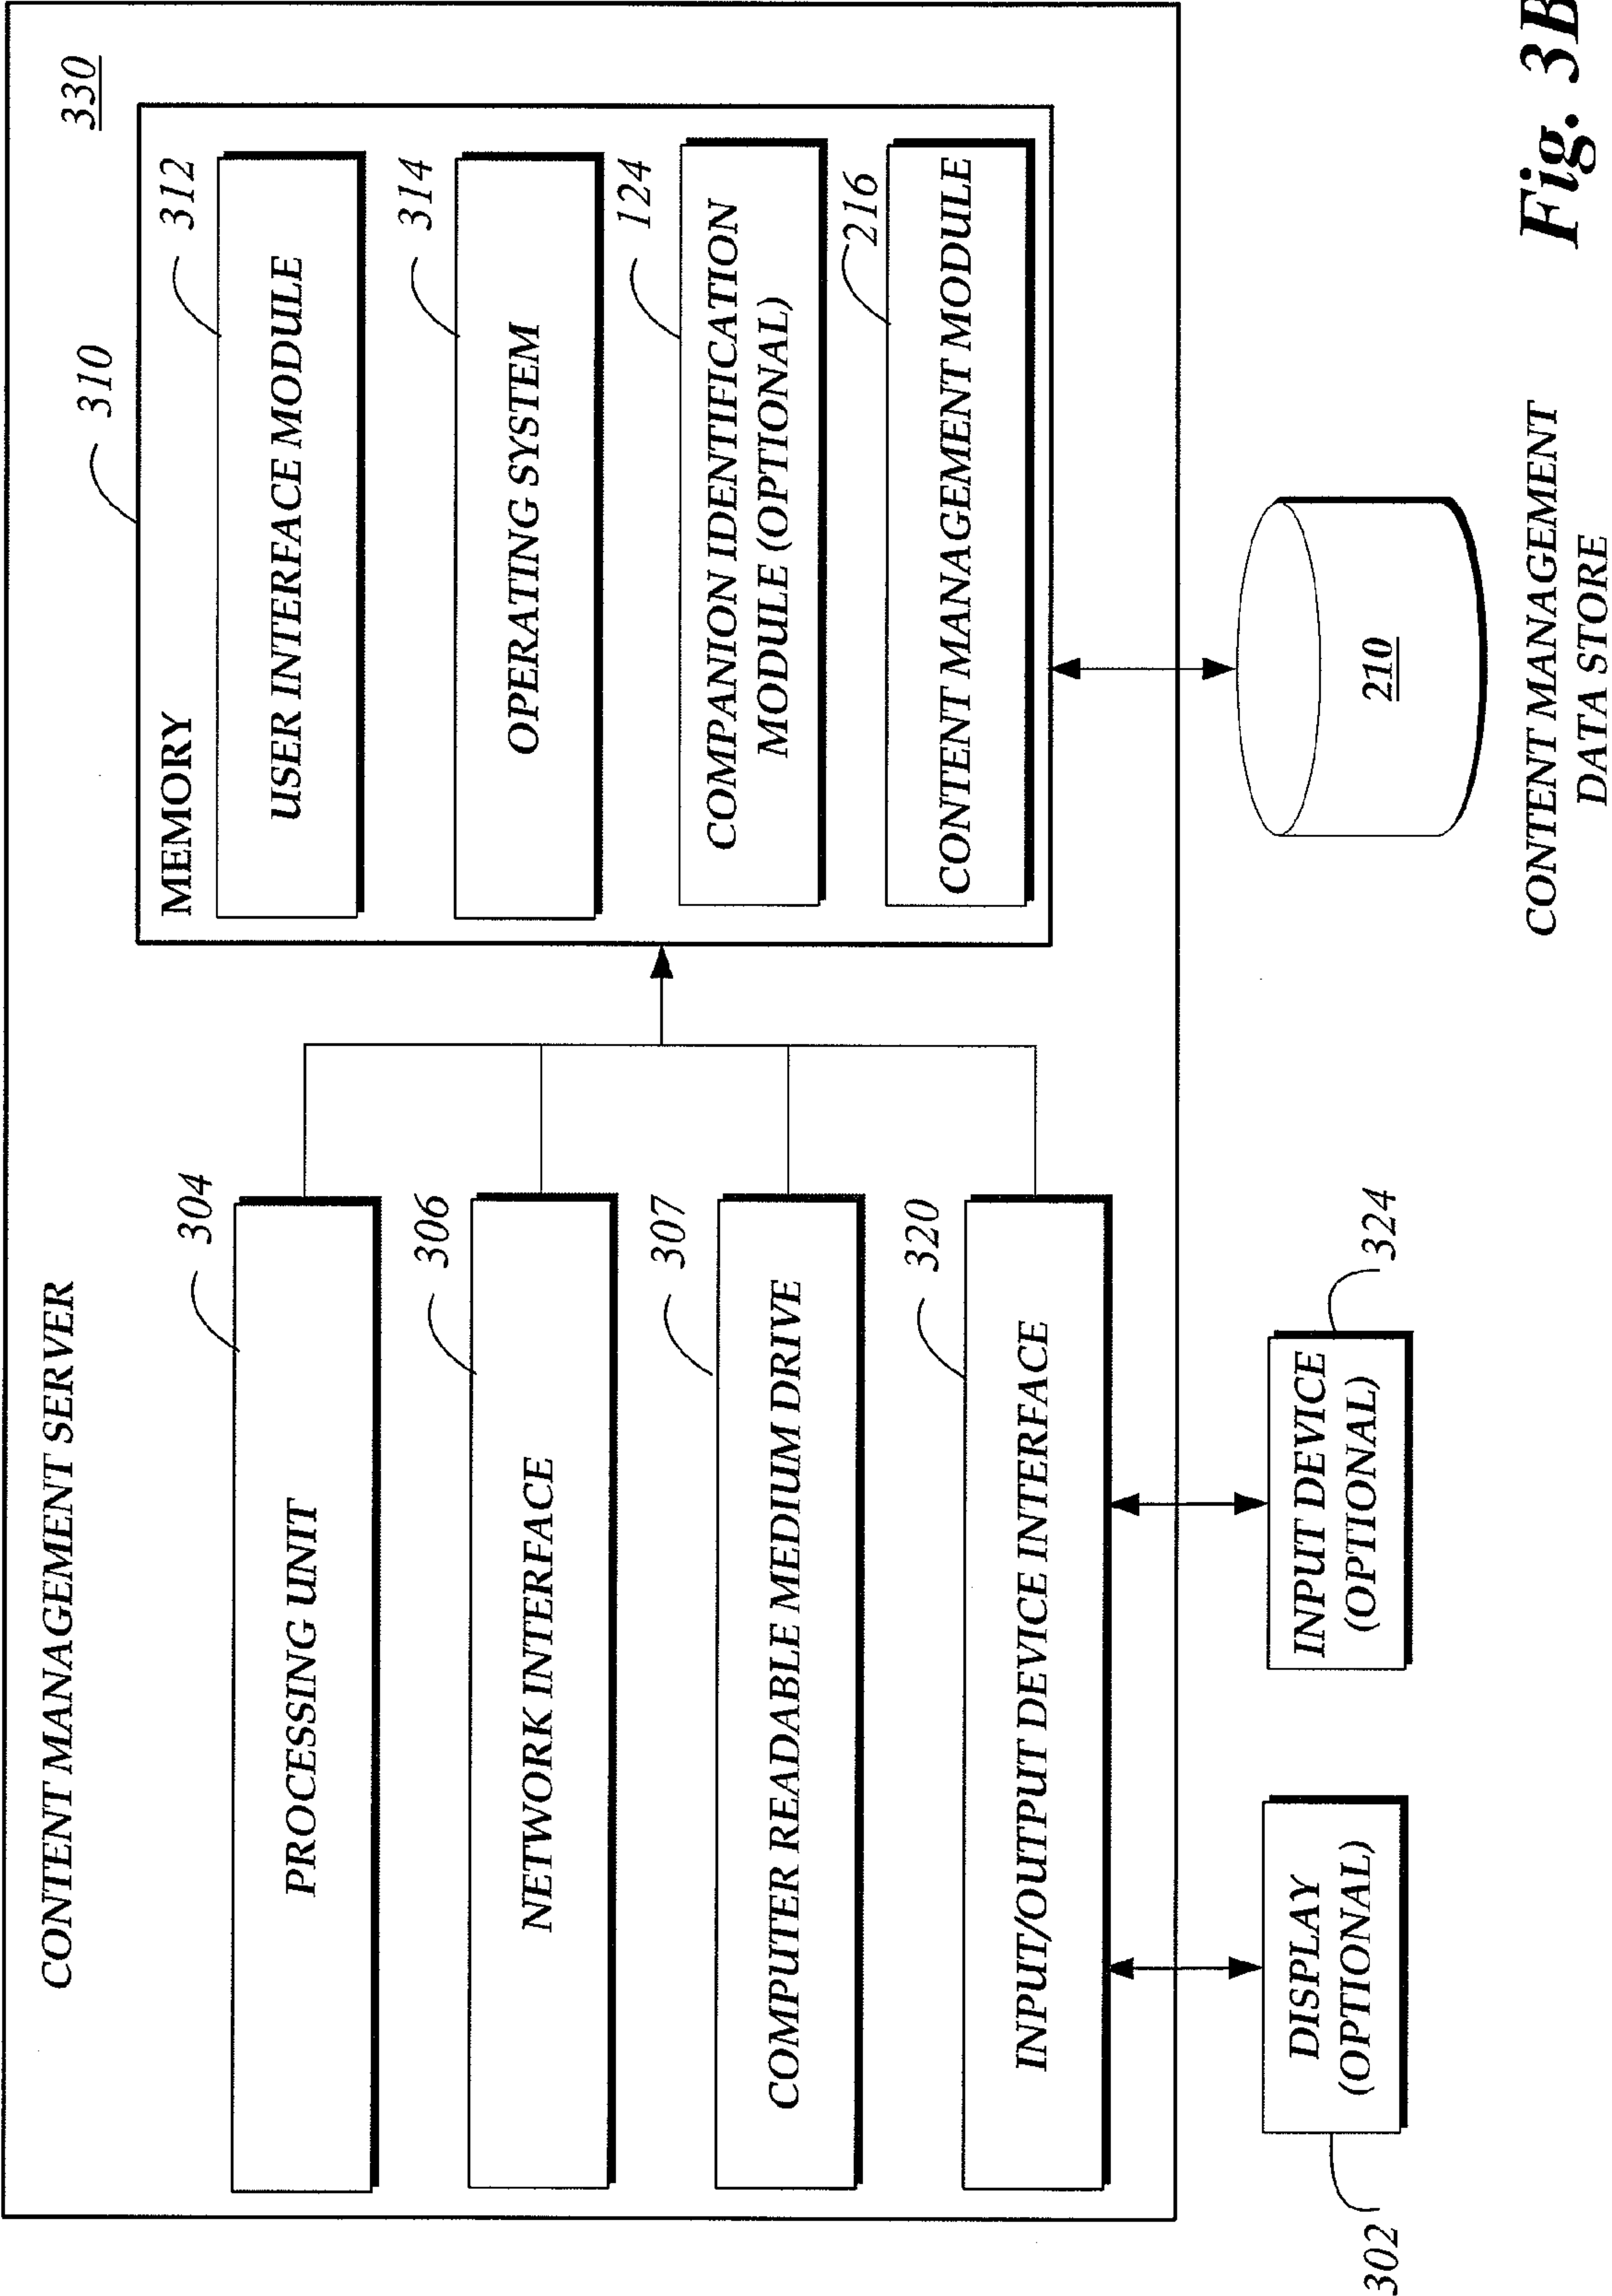 CONTENT MANAGEMENT SERVER
330
304
PROCESSING UNIT
306
NETWORK INTERFACE
307
COMPUTER READABLE MEDIUM DRIVE
320
INPUT/OUTPUT DEVICE INTERFACE
310
MEMORY
312
USER INTERFACE MODULE
314
OPERATING SYSTEM
124
COMPANION IDENTIFICATION
MODULE (OPTIONAL)
216
CONTENT MANAGEMENT MODULE
302
DISPLAY
(OPTIONAL)
324
INPUT DEVICE
(OPTIONAL)
210
CONTENT MANAGEMENT
DATA STORE
Fig. 3B